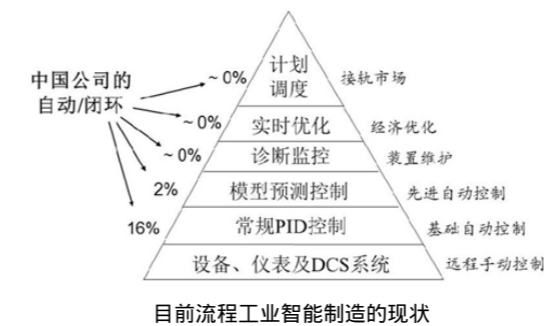 中国公司的
自动/闭环
~0%
计划
调度
接轨市场
~0%
实时优化
经济优化
~0%
诊断监控
装置维护
2%
模型预测控制
先进自动控制
16%
常规PID控制
基础自动控制
设备、仪表及DCS系统
远程手动控制
目前流程工业智能制造的现状